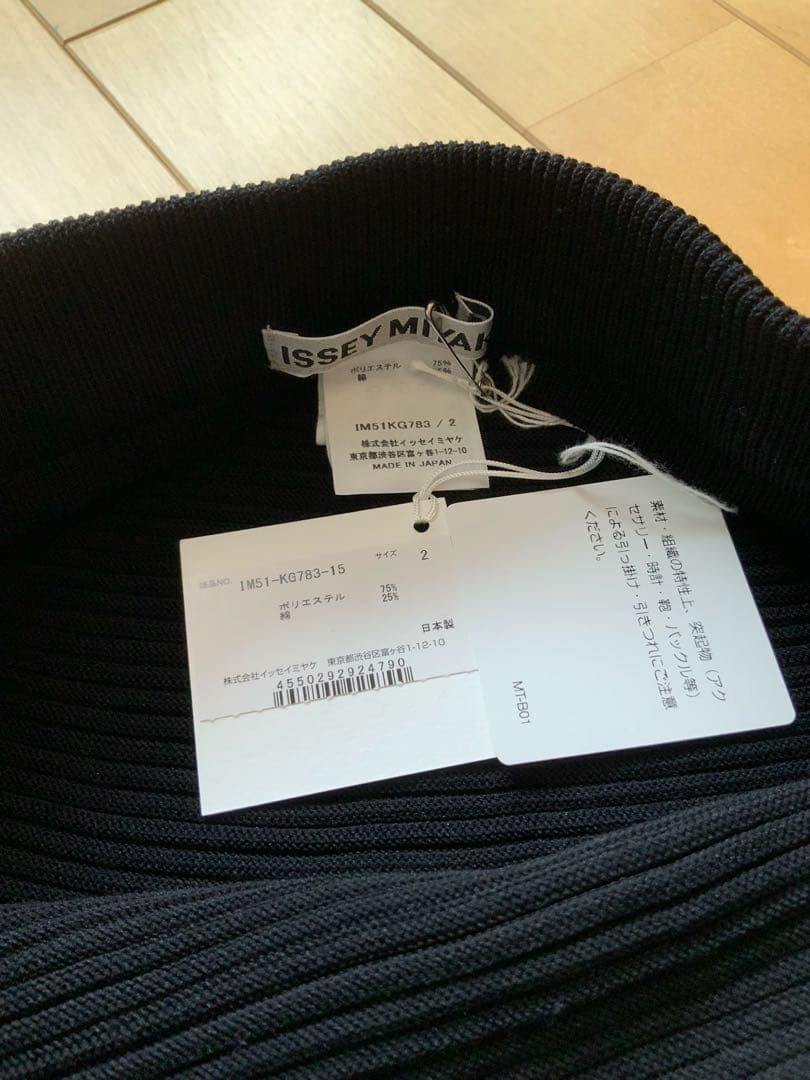 ISSEY MIYAK
ポリエステル 75%
綿
IM51KG783 / 2
株式会社イッセイミヤケ
東京都渋谷区富ヶ谷1-12-10
MADE IN JAPAN
商品NO. IM51-KG783-15 サイズ 2
ポリエステル 75%
綿 25%
日本製
株式会社イッセイミヤケ 東京都渋谷区富ヶ谷1-12-10
4550292924790
素材・組織の特性上、突起物（アク
セサリー・時計・鞄・バックル等）
による引っ掛け・引きつれにご注意
ください。
MT-B01